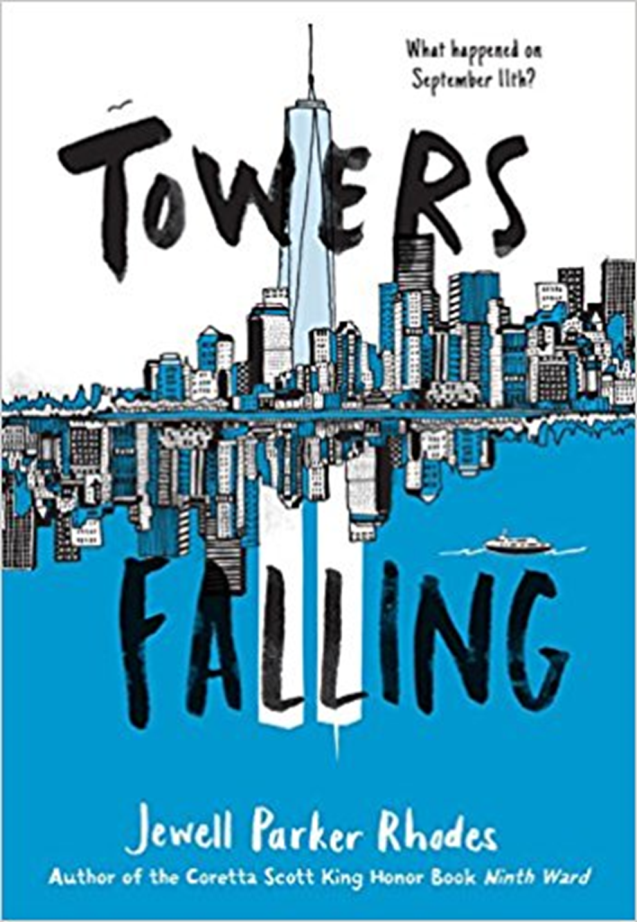 What happened on
September 11th?
TOWERS
FALLING
Jewell Parker Rhodes
Author of the Coretta Scott King Honor Book Ninth Ward